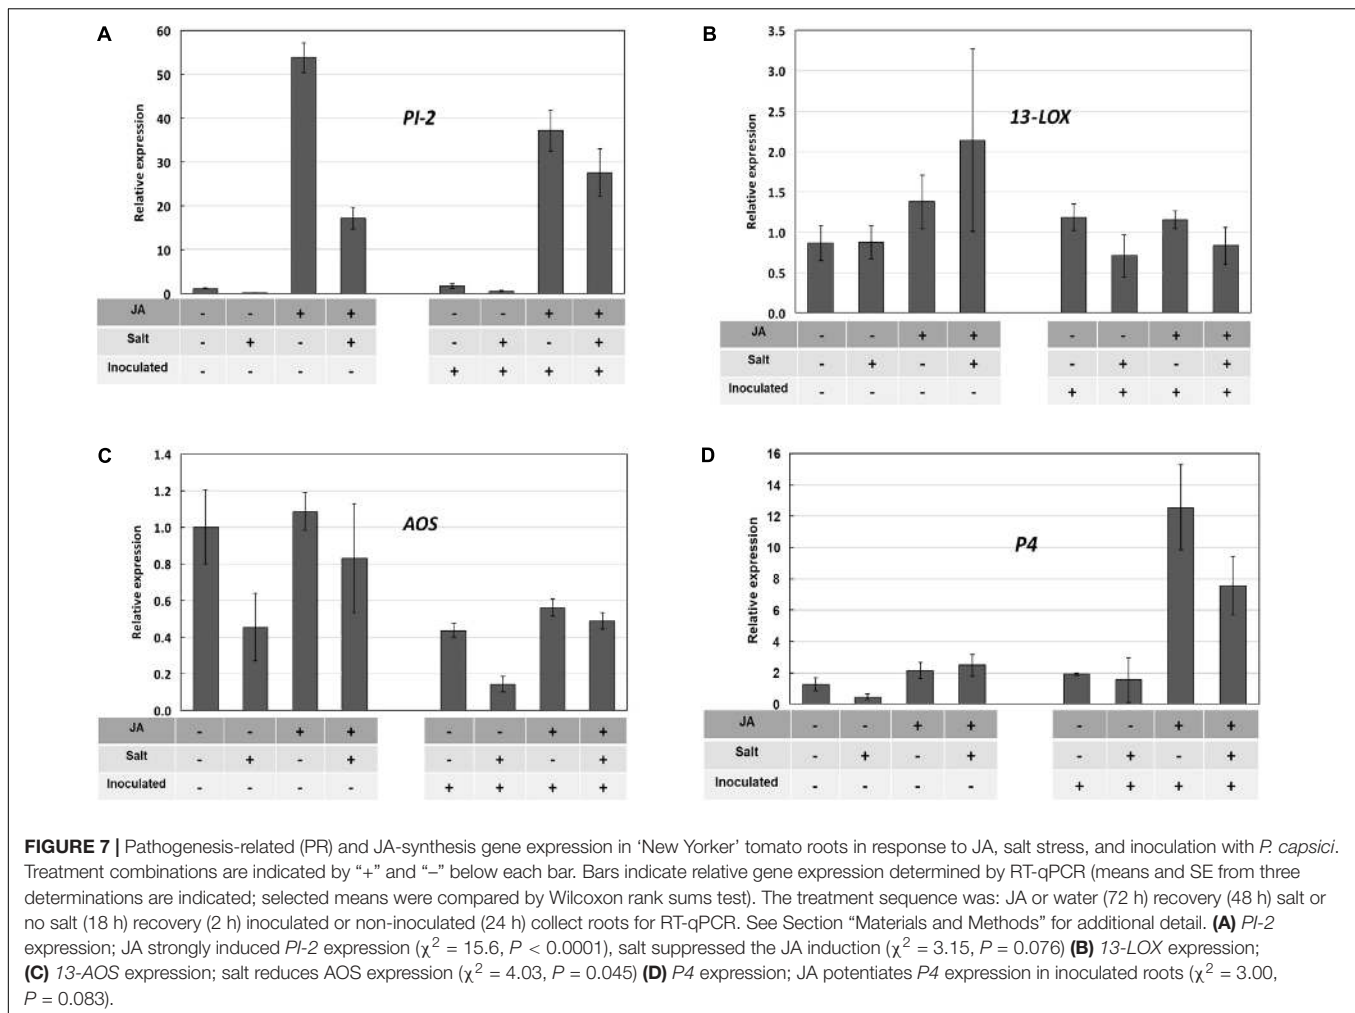 A
60
50
40
30
20
10
0
Relative expression
PI-2
JA - - + + - - + +
Salt - + - + - + - +
Inoculated - - - - + + + +
B
3.5
3.0
2.5
2.0
1.5
1.0
0.5
0.0
Relative expression
13-LOX
JA - - + + - - + +
Salt - + - + - + - +
Inoculated - - - - + + + +
C
1.4
1.2
1.0
0.8
0.6
0.4
0.2
0.0
Relative expression
AOS
JA - - + + - - + +
Salt - + - + - + - +
Inoculated - - - - + + + +
D
16
14
12
10
8
6
4
2
0
Relative expression
P4
JA - - + + - - + +
Salt - + - + - + - +
Inoculated - - - - + + + +
FIGURE 7 | Pathogenesis-related (PR) and JA-synthesis gene expression in ‘New Yorker’ tomato roots in response to JA, salt stress, and inoculation with P. capsici.
Treatment combinations are indicated by “+” and “–” below each bar. Bars indicate relative gene expression determined by RT-qPCR (means and SE from three
determinations are indicated; selected means were compared by Wilcoxon rank sums test). The treatment sequence was: JA or water (72 h) recovery (48 h) salt or
no salt (18 h) recovery (2 h) inoculated or non-inoculated (24 h) collect roots for RT-qPCR. See Section “Materials and Methods” for additional detail. (A) PI-2
expression; JA strongly induced PI-2 expression (χ² = 15.6, P < 0.0001), salt suppressed the JA induction (χ² = 3.15, P = 0.076) (B) 13-LOX expression;
(C) 13-AOS expression; salt reduces AOS expression (χ² = 4.03, P = 0.045) (D) P4 expression; JA potentiates P4 expression in inoculated roots (χ² = 3.00,
P = 0.083).